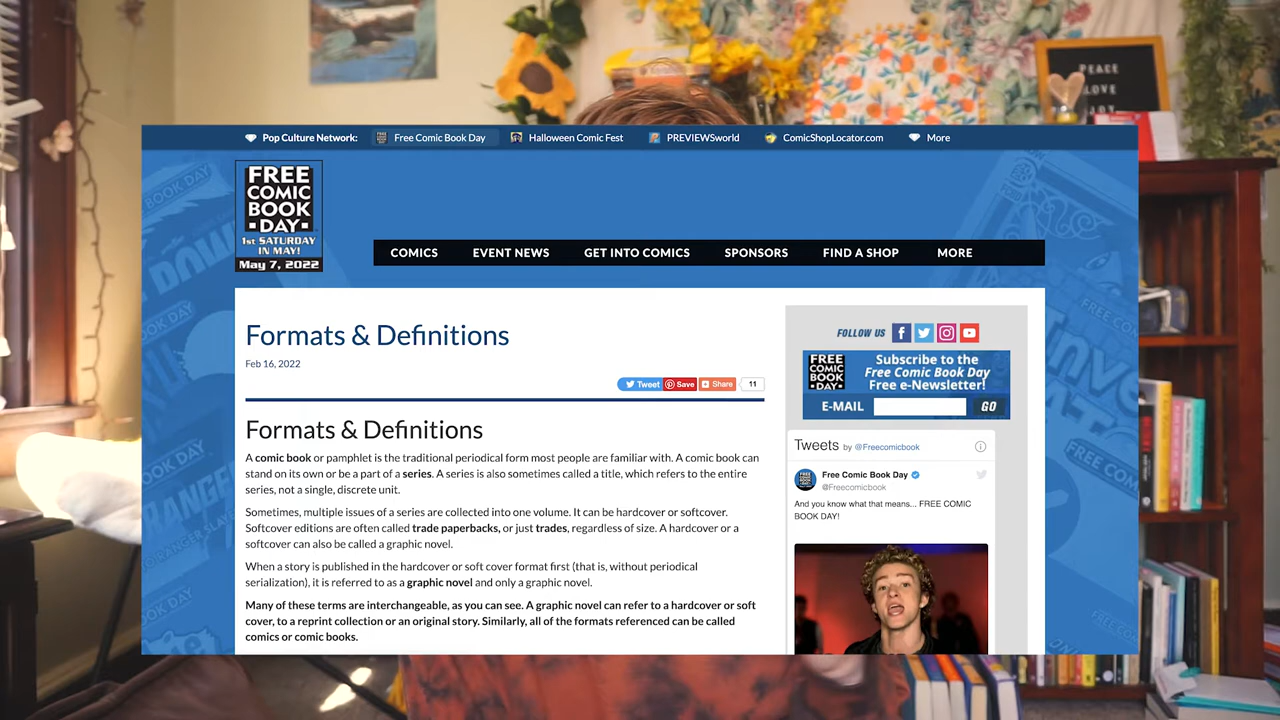 PEACE
LOVE
JOY
Pop Culture Network:
Free Comic Book Day
Halloween Comic Fest
PREVIEWSworld
ComicShopLocator.com
More
FREE
COMIC
BOOK
DAY
1st SATURDAY
IN MAY!
May 7, 2022
COMICS
EVENT NEWS
GET INTO COMICS
SPONSORS
FIND A SHOP
MORE
Formats & Definitions
Feb 16, 2022
Tweet
Save
Share
11
Formats & Definitions
A comic book or pamphlet is the traditional periodical form most people are familiar with. A comic book can
stand on its own or be a part of a series. A series is also sometimes called a title, which refers to the entire
series, not a single, discrete unit.
Sometimes, multiple issues of a series are collected into one volume. It can be hardcover or softcover.
Softcover editions are often called trade paperbacks, or just trades, regardless of size. A hardcover or a
softcover can also be called a graphic novel.
When a story is published in the hardcover or soft cover format first (that is, without periodical
serialization), it is referred to as a graphic novel and only a graphic novel.
Many of these terms are interchangeable, as you can see. A graphic novel can refer to a hardcover or soft
cover, to a reprint collection or an original story. Similarly, all of the formats referenced can be called
comics or comic books.
FOLLOW US
FREE
COMIC
BOOK
DAY
Subscribe to the
Free Comic Book Day
Free e-Newsletter!
E-MAIL
GO
Tweets by @Freecomicbook
Free Comic Book Day
@Freecomicbook
And you know what that means... FREE COMIC
BOOK DAY!